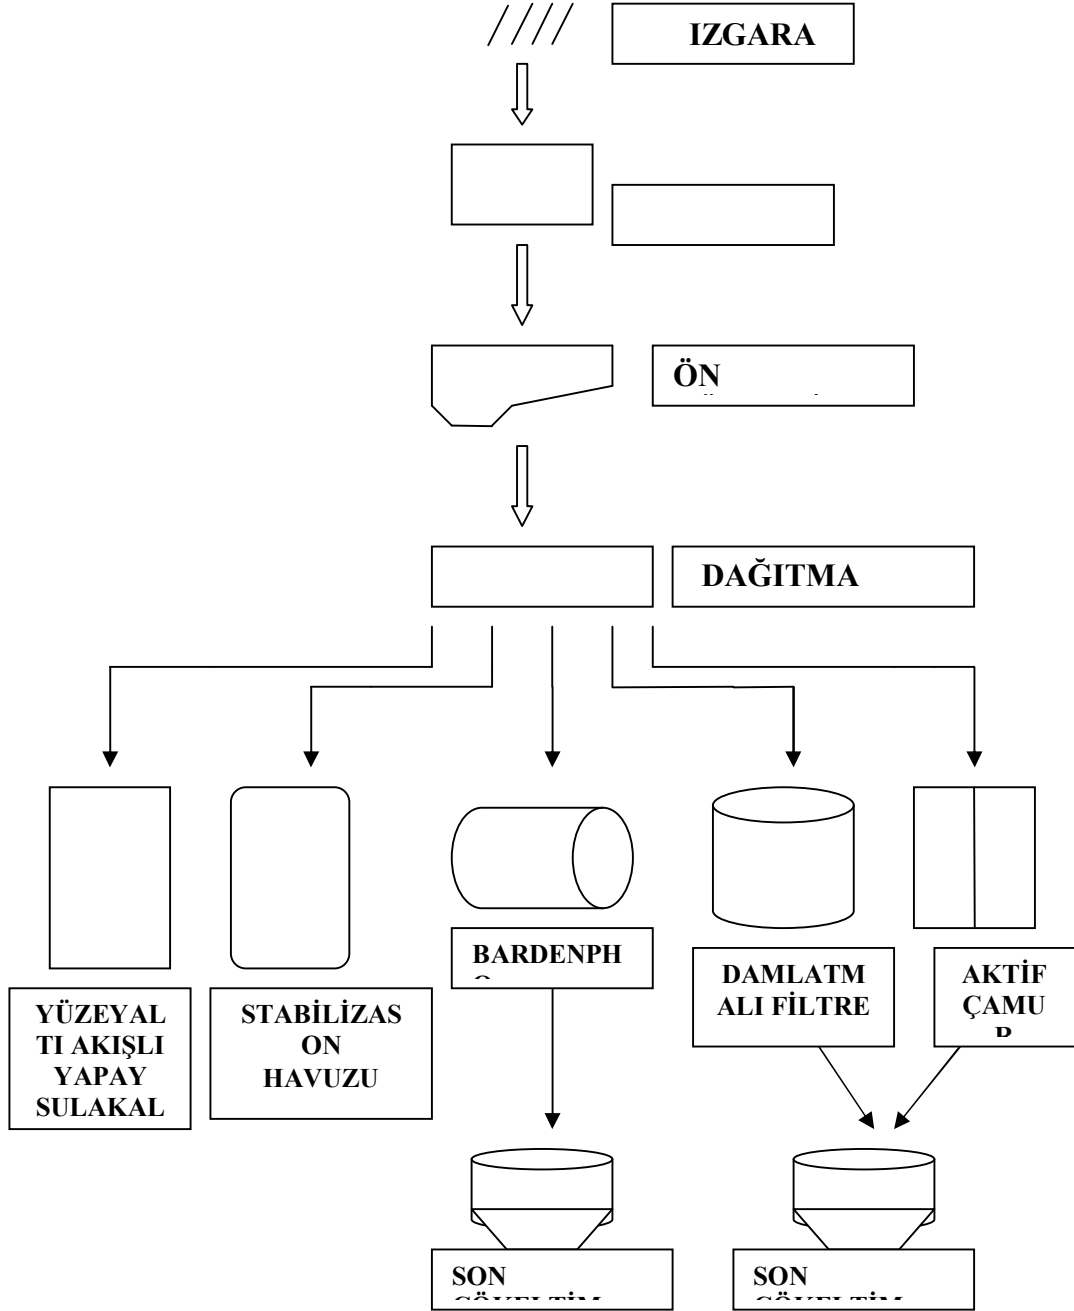 IZGARA
ÖN
DAĞITMA
BARDENPH
DAMLATM
ALI FİLTRE
AKTİF
ÇAMU
YÜZEYAL
TI AKIŞLI
YAPAY
SULAKAL
STABİLİZAS
ON
HAVUZU
SON
SON